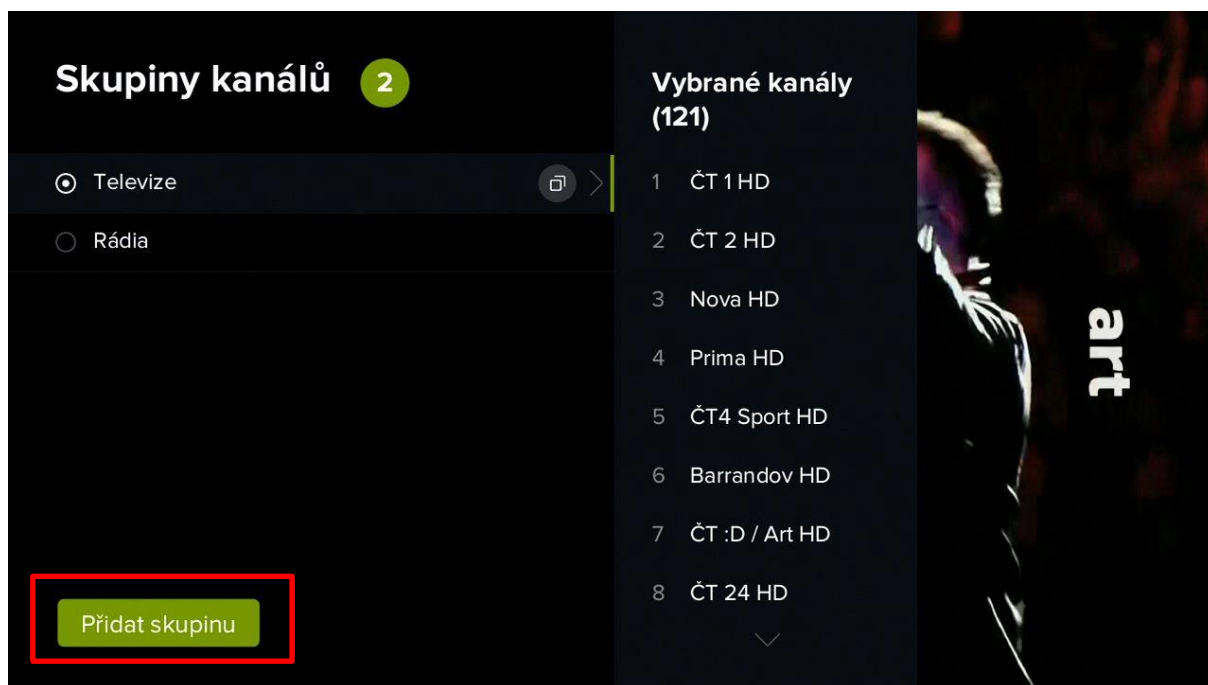 Skupiny kanálů 2
Televize
Rádia
Přidat skupinu
Vybrané kanály
(121)
1 ČT 1 HD
2 ČT 2 HD
3 Nova HD
4 Prima HD
5 ČT4 Sport HD
6 Barrandov HD
7 ČT :D / Art HD
8 ČT 24 HD
art